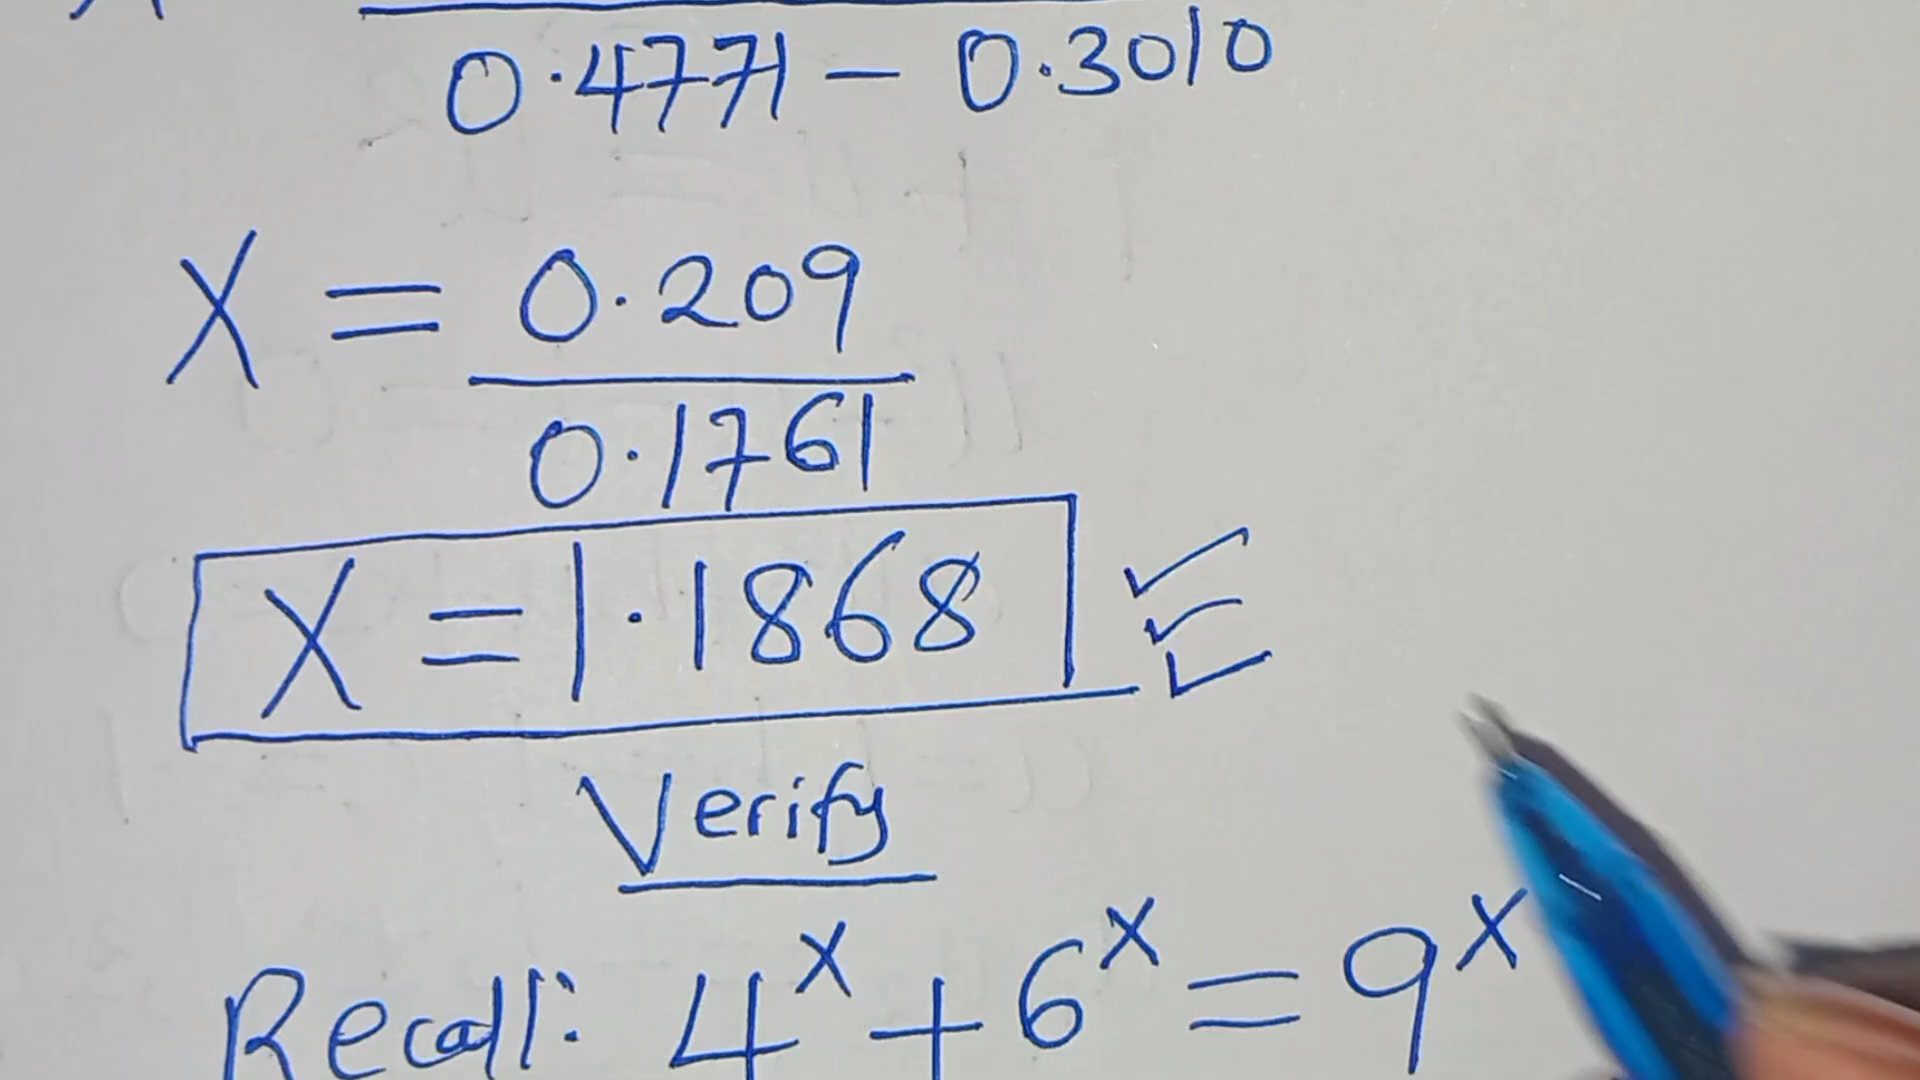 0.4771 - 0.3010
X = 0.209
0.1761
X = 1.1868
Verify
Recall: 4^x + 6^x = 9^x